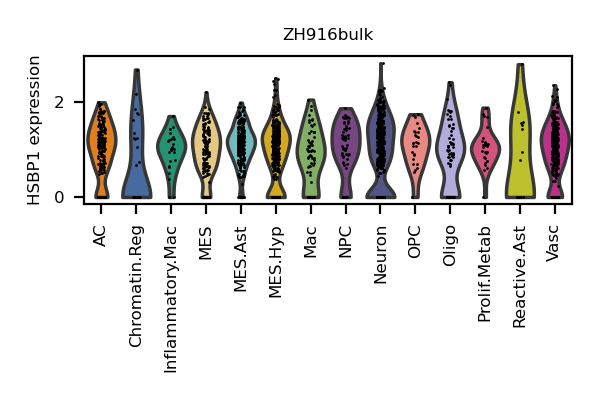 ZH916bulk
HSBP1 expression
2
0
AC
Chromatin.Reg
Inflammatory.Mac
MES
MES.Ast
MES.Hyp
Mac
NPC
Neuron
OPC
Oligo
Prolif.Metab
Reactive.Ast
Vasc